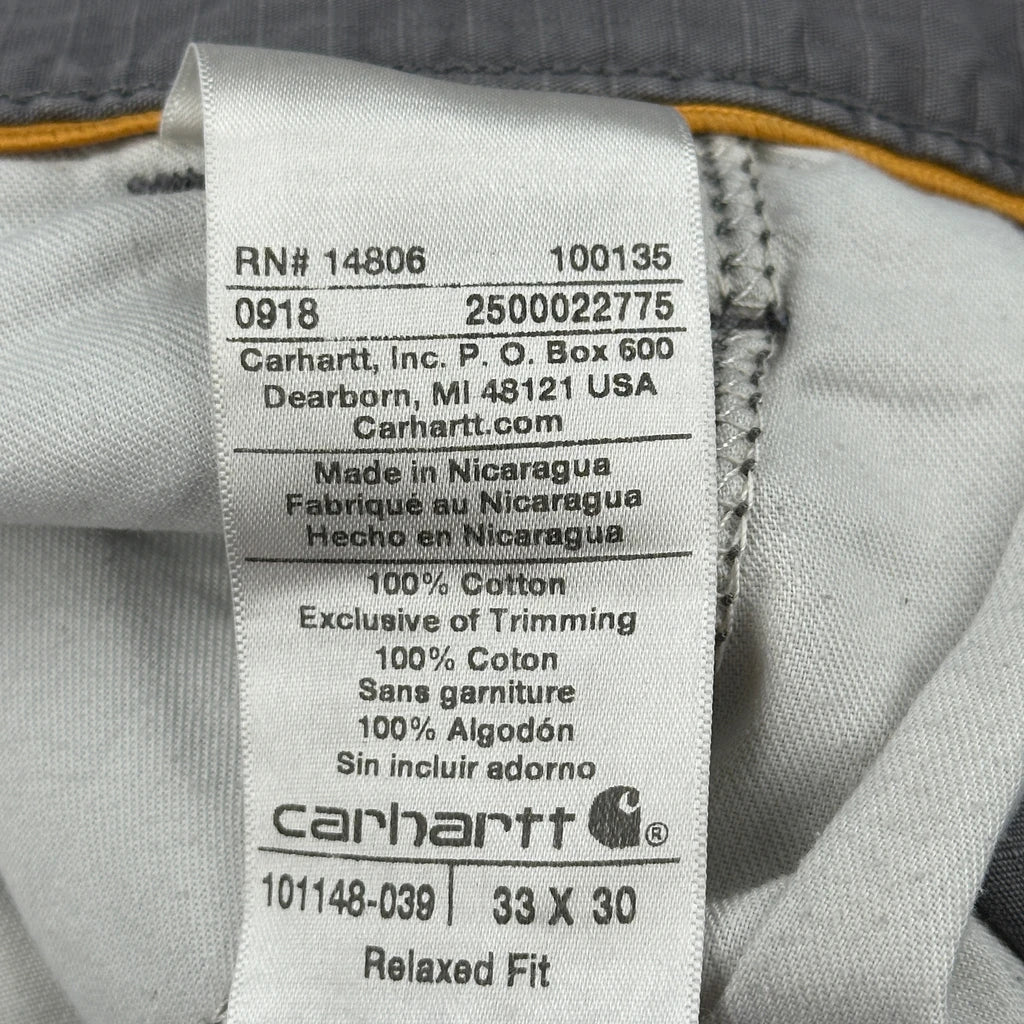 RN# 14806 100135
0918 2500022775
Carhartt, Inc. P. O. Box 600
Dearborn, MI 48121 USA
Carhartt.com
Made in Nicaragua
Fabriqué au Nicaragua
Hecho en Nicaragua
100% Cotton
Exclusive of Trimming
100% Coton
Sans garniture
100% Algodón
Sin incluir adorno
carhartt ®
101148-039 33 X 30
Relaxed Fit